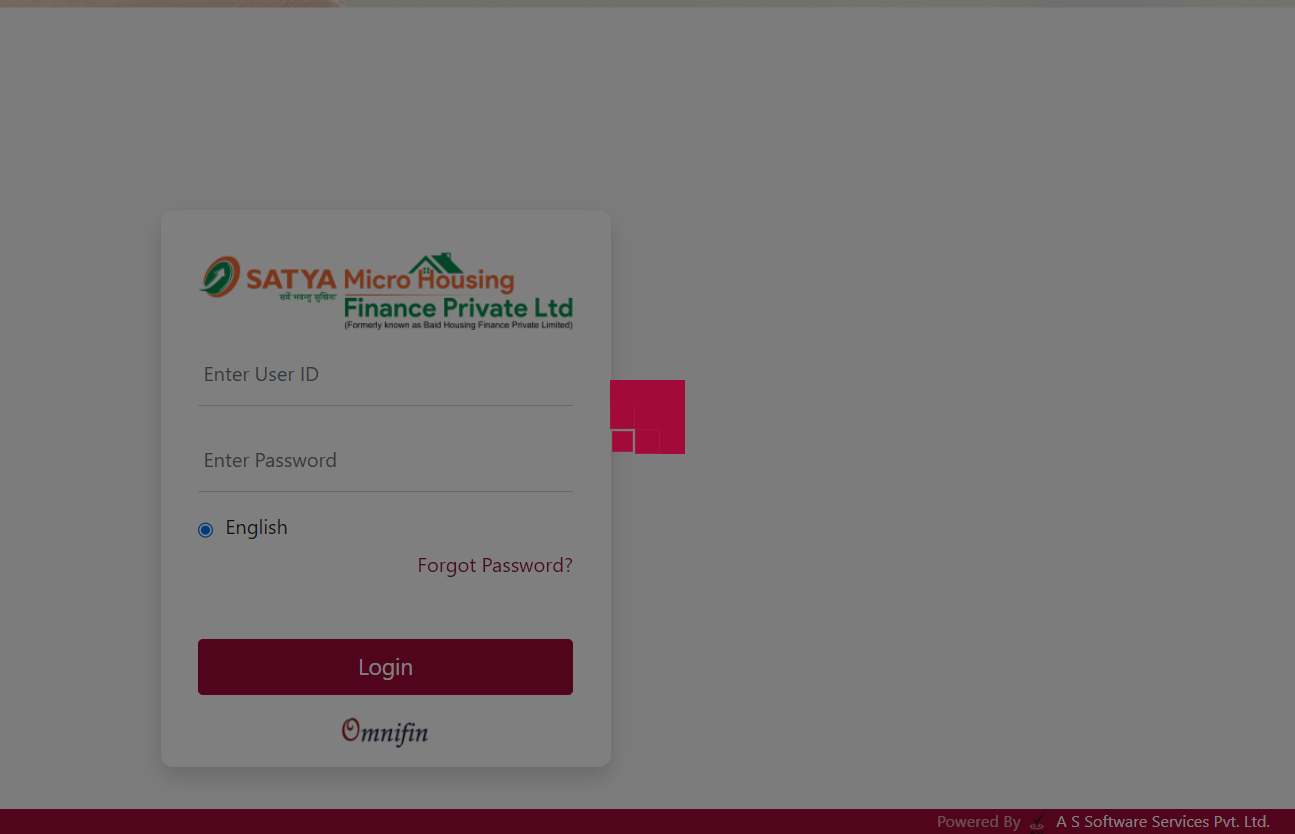 SATYA Micro Housing
सर्वे भवन्तु सुखिनः
Finance Private Ltd
(Formerly known as Baid Housing Finance Private Limited)
Enter User ID
Enter Password
English
Forgot Password?
Login
Omnifin
Powered By A S Software Services Pvt. Ltd.